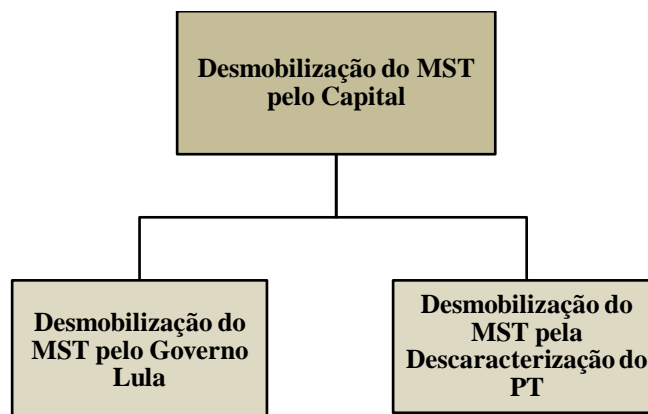 Desmobilização do MST
pelo Capital
Desmobilização do
MST pelo Governo
Lula
Desmobilização do
MST pela
Descaracterização do
PT